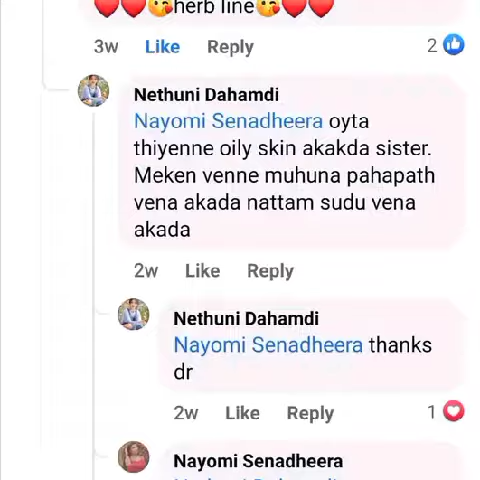 ❤️❤️😘herb line😘❤️❤️
3w Like Reply 2
Nethuni Dahamdi
Nayomi Senadheera oyta
thiyenne oily skin akakda sister.
Meken venne muhuna pahapath
vena akada nattam sudu vena
akada
2w Like Reply
Nethuni Dahamdi
Nayomi Senadheera thanks
dr
2w Like Reply 1
Nayomi Senadheera